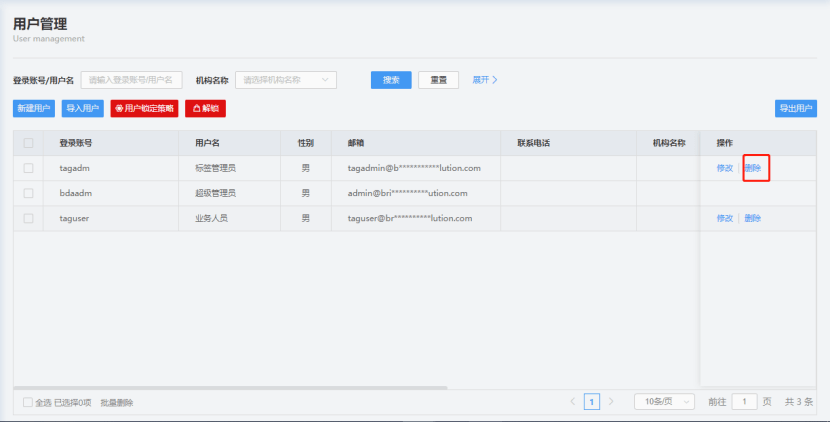 用户管理
User management
登录账号/用户名 请输入登录账号/用户名 机构名称 请选择机构名称 搜索 重置 展开
新建用户 导入用户 用户锁定策略 解锁 导出用户
登录账号 用户名 性别 邮箱 联系电话 机构名称 操作
tagadm 标签管理员 男 tagadmin@b***********lution.com 修改 删除
bdaadm 超级管理员 男 admin@bri**********ution.com
taguser 业务人员 男 taguser@br**********lution.com 修改 删除
全选 已选择0项 批量删除 1 10条/页 前往 1 页 共 3 条